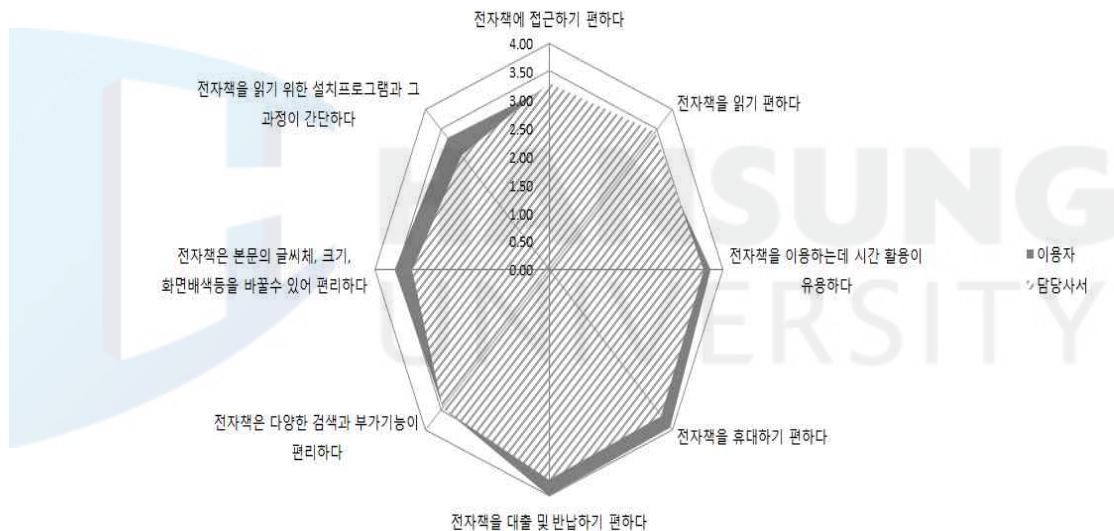 전자책에 접근하기 편하다
4.00
3.50
3.00
2.50
2.00
1.50
1.00
0.50
0.00
전자책을 읽기 위한 설치프로그램과 그
과정이 간단하다
전자책을 읽기 편하다
전자책은 본문의 글씨체, 크기,
화면배색등을 바꿀수 있어 편리하다
전자책을 이용하는데 시간 활용이
유용하다
이용자
담당사서
전자책은 다양한 검색과 부가기능이
편리하다
전자책을 휴대하기 편하다
전자책을 대출 및 반납하기 편하다
HANSUNG
UNIVERSITY